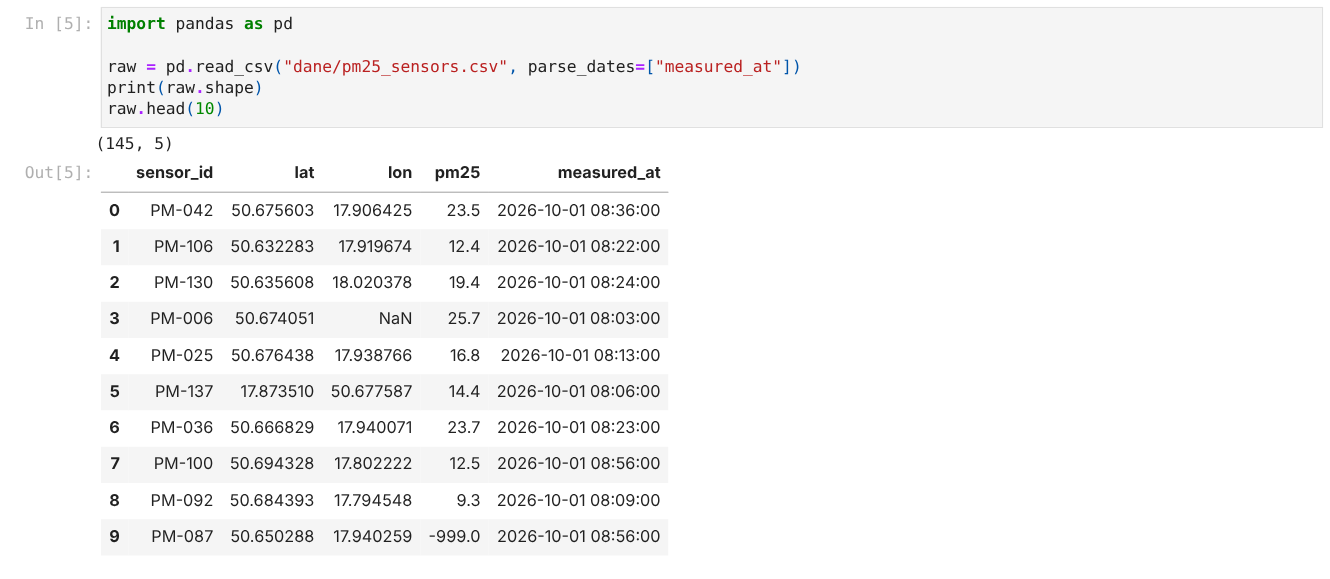 In [5]: import pandas as pd
raw = pd.read_csv("dane/pm25_sensors.csv", parse_dates=["measured_at"])
print(raw.shape)
raw.head(10)
(145, 5)
Out[5]: sensor_id lat lon pm25 measured_at
0 PM-042 50.675603 17.906425 23.5 2026-10-01 08:36:00
1 PM-106 50.632283 17.919674 12.4 2026-10-01 08:22:00
2 PM-130 50.635608 18.020378 19.4 2026-10-01 08:24:00
3 PM-006 50.674051 NaN 25.7 2026-10-01 08:03:00
4 PM-025 50.676438 17.938766 16.8 2026-10-01 08:13:00
5 PM-137 17.873510 50.677587 14.4 2026-10-01 08:06:00
6 PM-036 50.666829 17.940071 23.7 2026-10-01 08:23:00
7 PM-100 50.694328 17.802222 12.5 2026-10-01 08:56:00
8 PM-092 50.684393 17.794548 9.3 2026-10-01 08:09:00
9 PM-087 50.650288 17.940259 -999.0 2026-10-01 08:56:00